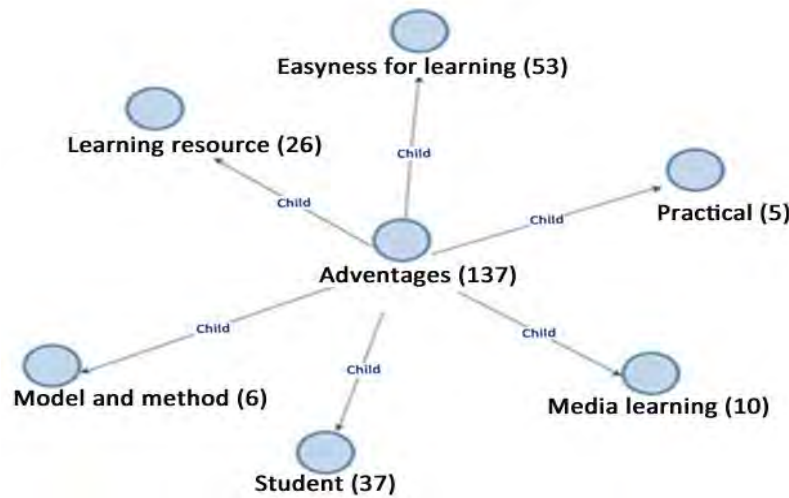 Easyness for learning (53)
Learning resource (26)
Child
Child
Practical (5)
Child
Adventages (137)
Child
Child
Child
Model and method (6)
Media learning (10)
Student (37)